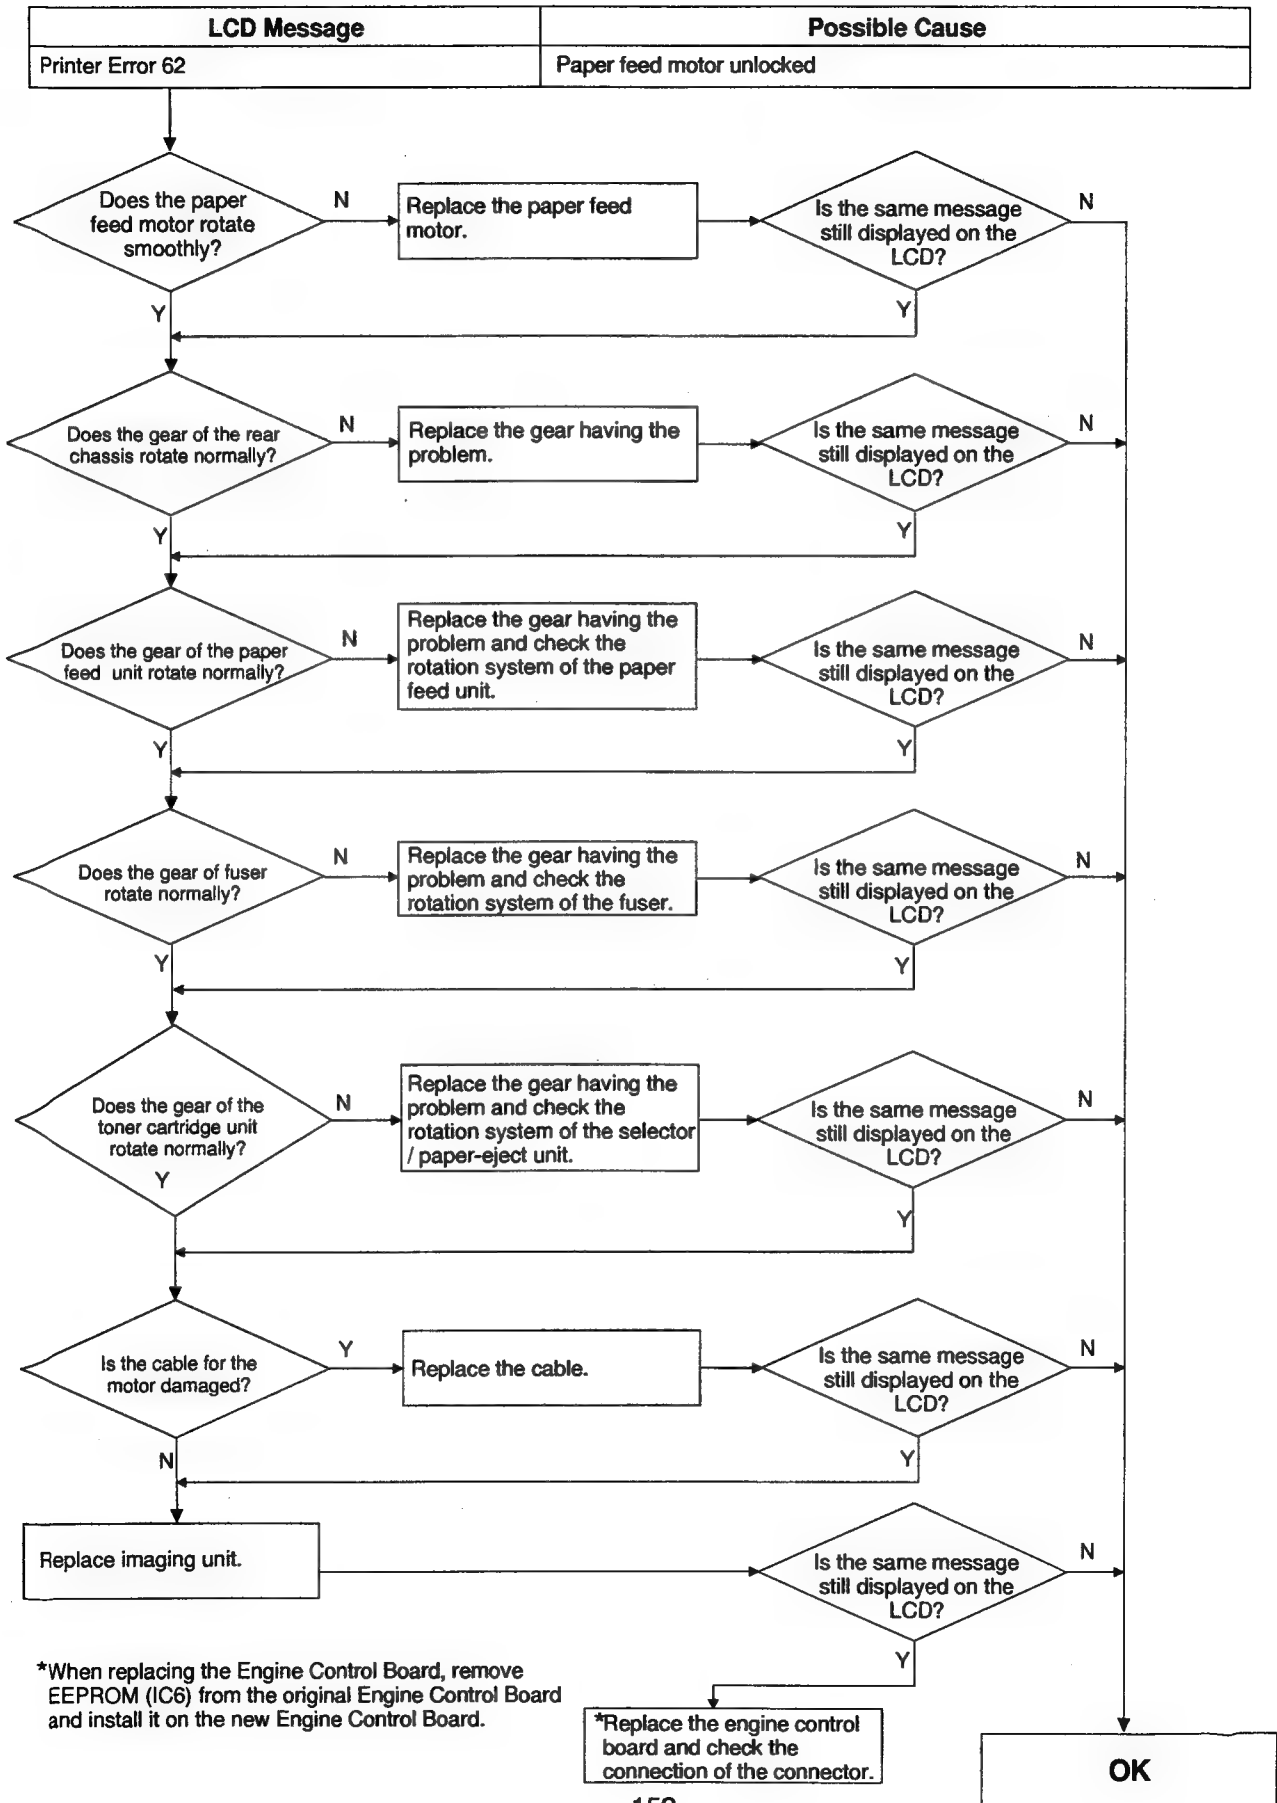 LCD Message
Possible Cause
Printer Error 62
Paper feed motor unlocked
Does the paper
feed motor rotate
smoothly?
N
Replace the paper feed
motor.
Is the same message
still displayed on the
LCD?
N
Y
Y
Does the gear of the rear
chassis rotate normally?
N
Replace the gear having the
problem.
Is the same message
still displayed on the
LCD?
N
Y
Y
Does the gear of the paper
feed unit rotate normally?
N
Replace the gear having the
problem and check the
rotation system of the paper
feed unit.
Is the same message
still displayed on the
LCD?
N
Y
Y
Does the gear of fuser
rotate normally?
N
Replace the gear having the
problem and check the
rotation system of the fuser.
Is the same message
still displayed on the
LCD?
N
Y
Y
Does the gear of the
toner cartridge unit
rotate normally?
Y
N
Replace the gear having the
problem and check the
rotation system of the selector
/ paper-eject unit.
Is the same message
still displayed on the
LCD?
N
Y
Is the cable for the
motor damaged?
Y
Replace the cable.
Is the same message
still displayed on the
LCD?
N
N
Y
Replace imaging unit.
Is the same message
still displayed on the
LCD?
N
Y
*When replacing the Engine Control Board, remove
EEPROM (IC6) from the original Engine Control Board
and install it on the new Engine Control Board.
*Replace the engine control
board and check the
connection of the connector.
OK